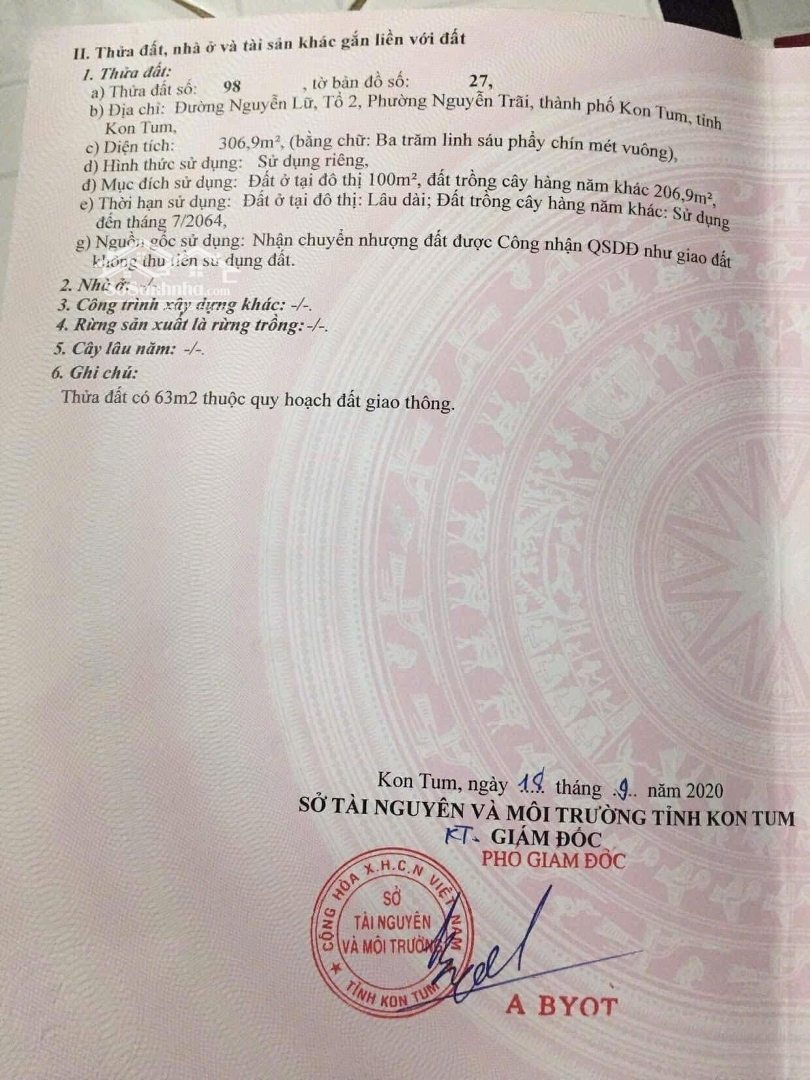 II. Thửa đất, nhà ở và tài sản khác gắn liền với đất
1. Thửa đất:
a) Thửa đất số: 98 , tờ bản đồ số: 27,
b) Địa chỉ: Đường Nguyễn Lữ, Tổ 2, Phường Nguyễn Trãi, thành phố Kon Tum, tỉnh
Kon Tum,
c) Diện tích: 306,9m², (bằng chữ: Ba trăm linh sáu phẩy chín mét vuông),
d) Hình thức sử dụng: Sử dụng riêng,
đ) Mục đích sử dụng: Đất ở tại đô thị 100m², đất trồng cây hàng năm khác 206,9m²,
e) Thời hạn sử dụng: Đất ở tại đô thị: Lâu dài; Đất trồng cây hàng năm khác: Sử dụng
đến tháng 7/2064,
g) Nguồn gốc sử dụng: Nhận chuyển nhượng đất được Công nhận QSDĐ như giao đất
không thu tiền sử dụng đất.
2. Nhà ở: -/-
3. Công trình xây dựng khác: -/-.
4. Rừng sản xuất là rừng trồng: -/-.
5. Cây lâu năm: -/-.
6. Ghi chú:
Thửa đất có 63m2 thuộc quy hoạch đất giao thông.
Kon Tum, ngày 18 tháng .9.. năm 2020
SỞ TÀI NGUYÊN VÀ MÔI TRƯỜNG TỈNH KON TUM
KT. GIÁM ĐỐC
PHÓ GIÁM ĐỐC
CỘNG HÒA X.H.C.N VIỆT NAM
SỞ
TÀI NGUYÊN
VÀ MÔI TRƯỜNG
★ TỈNH KON TUM
A BYOT